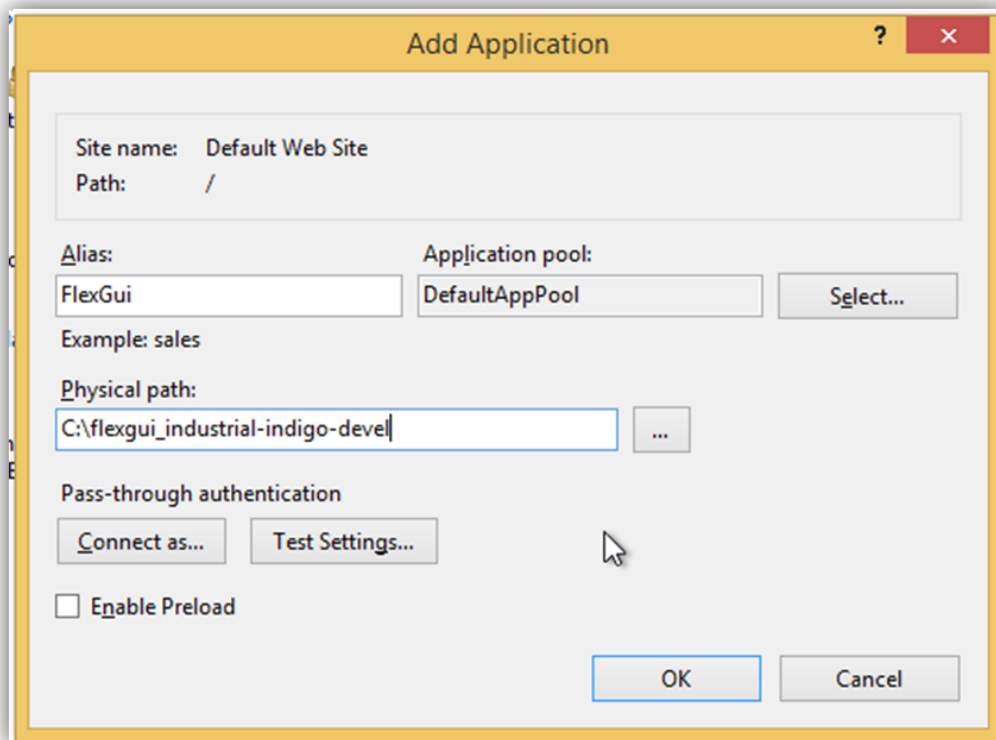 Add Application
?
Site name: Default Web Site
Path: /
Alias: Application pool:
FlexGui DefaultAppPool Select...
Example: sales
Physical path:
C:\flexgui_industrial-indigo-devel
...
Pass-through authentication
Connect as... Test Settings...
Enable Preload
OK Cancel